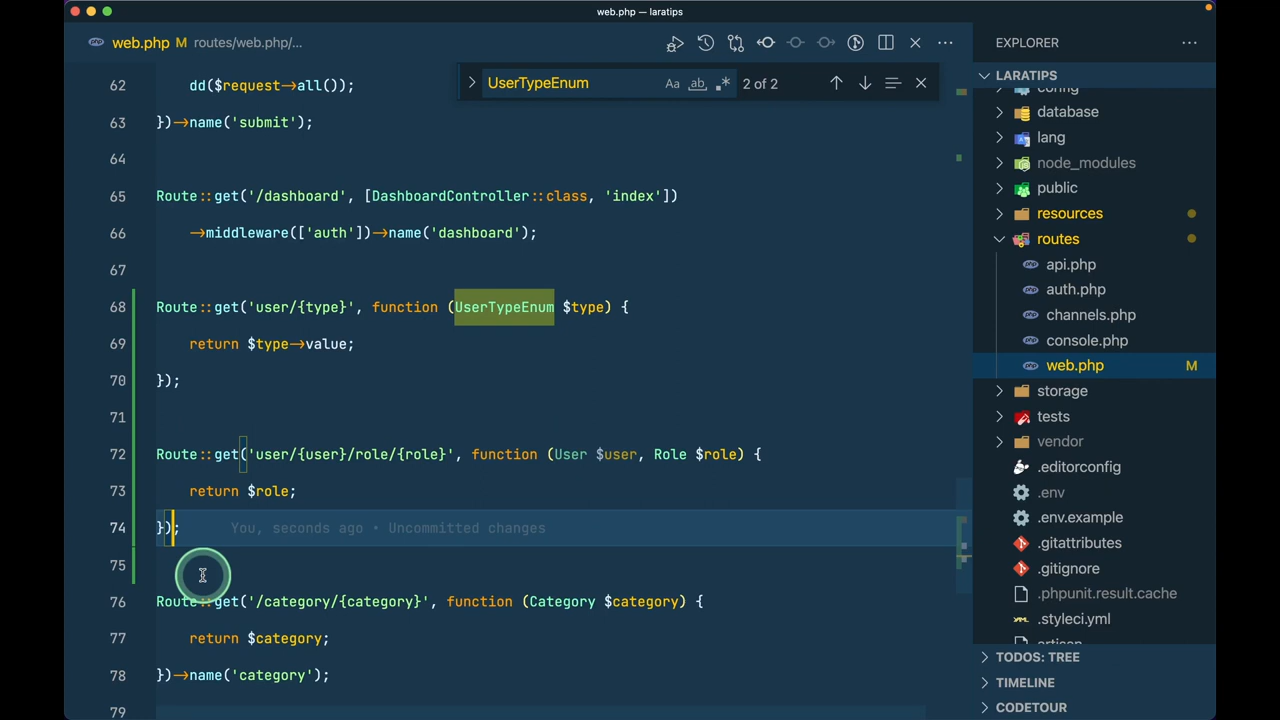 web.php — laratips
web.php M routes/web.php/...
EXPLORER
UserTypeEnum Aa ab 2 of 2
LARATIPS
config
database
lang
node_modules
public
resources
routes
api.php
auth.php
channels.php
console.php
web.php M
storage
tests
vendor
.editorconfig
.env
.env.example
.gitattributes
.gitignore
.phpunit.result.cache
.styleci.yml
artisan
TODOS: TREE
TIMELINE
CODETOUR
62 dd($request->all());
63 })->name('submit');
64
65 Route::get('/dashboard', [DashboardController::class, 'index'])
66 ->middleware(['auth'])->name('dashboard');
67
68 Route::get('user/{type}', function (UserTypeEnum $type) {
69 return $type->value;
70 });
71
72 Route::get('user/{user}/role/{role}', function (User $user, Role $role) {
73 return $role;
74 }); You, seconds ago • Uncommitted changes
75
76 Route::get('/category/{category}', function (Category $category) {
77 return $category;
78 })->name('category');
79